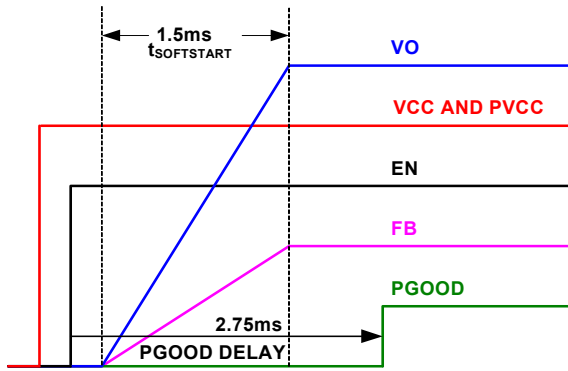 1.5ms
tSOFTSTART
VO
VCC AND PVCC
EN
FB
PGOOD
2.75ms
PGOOD DELAY